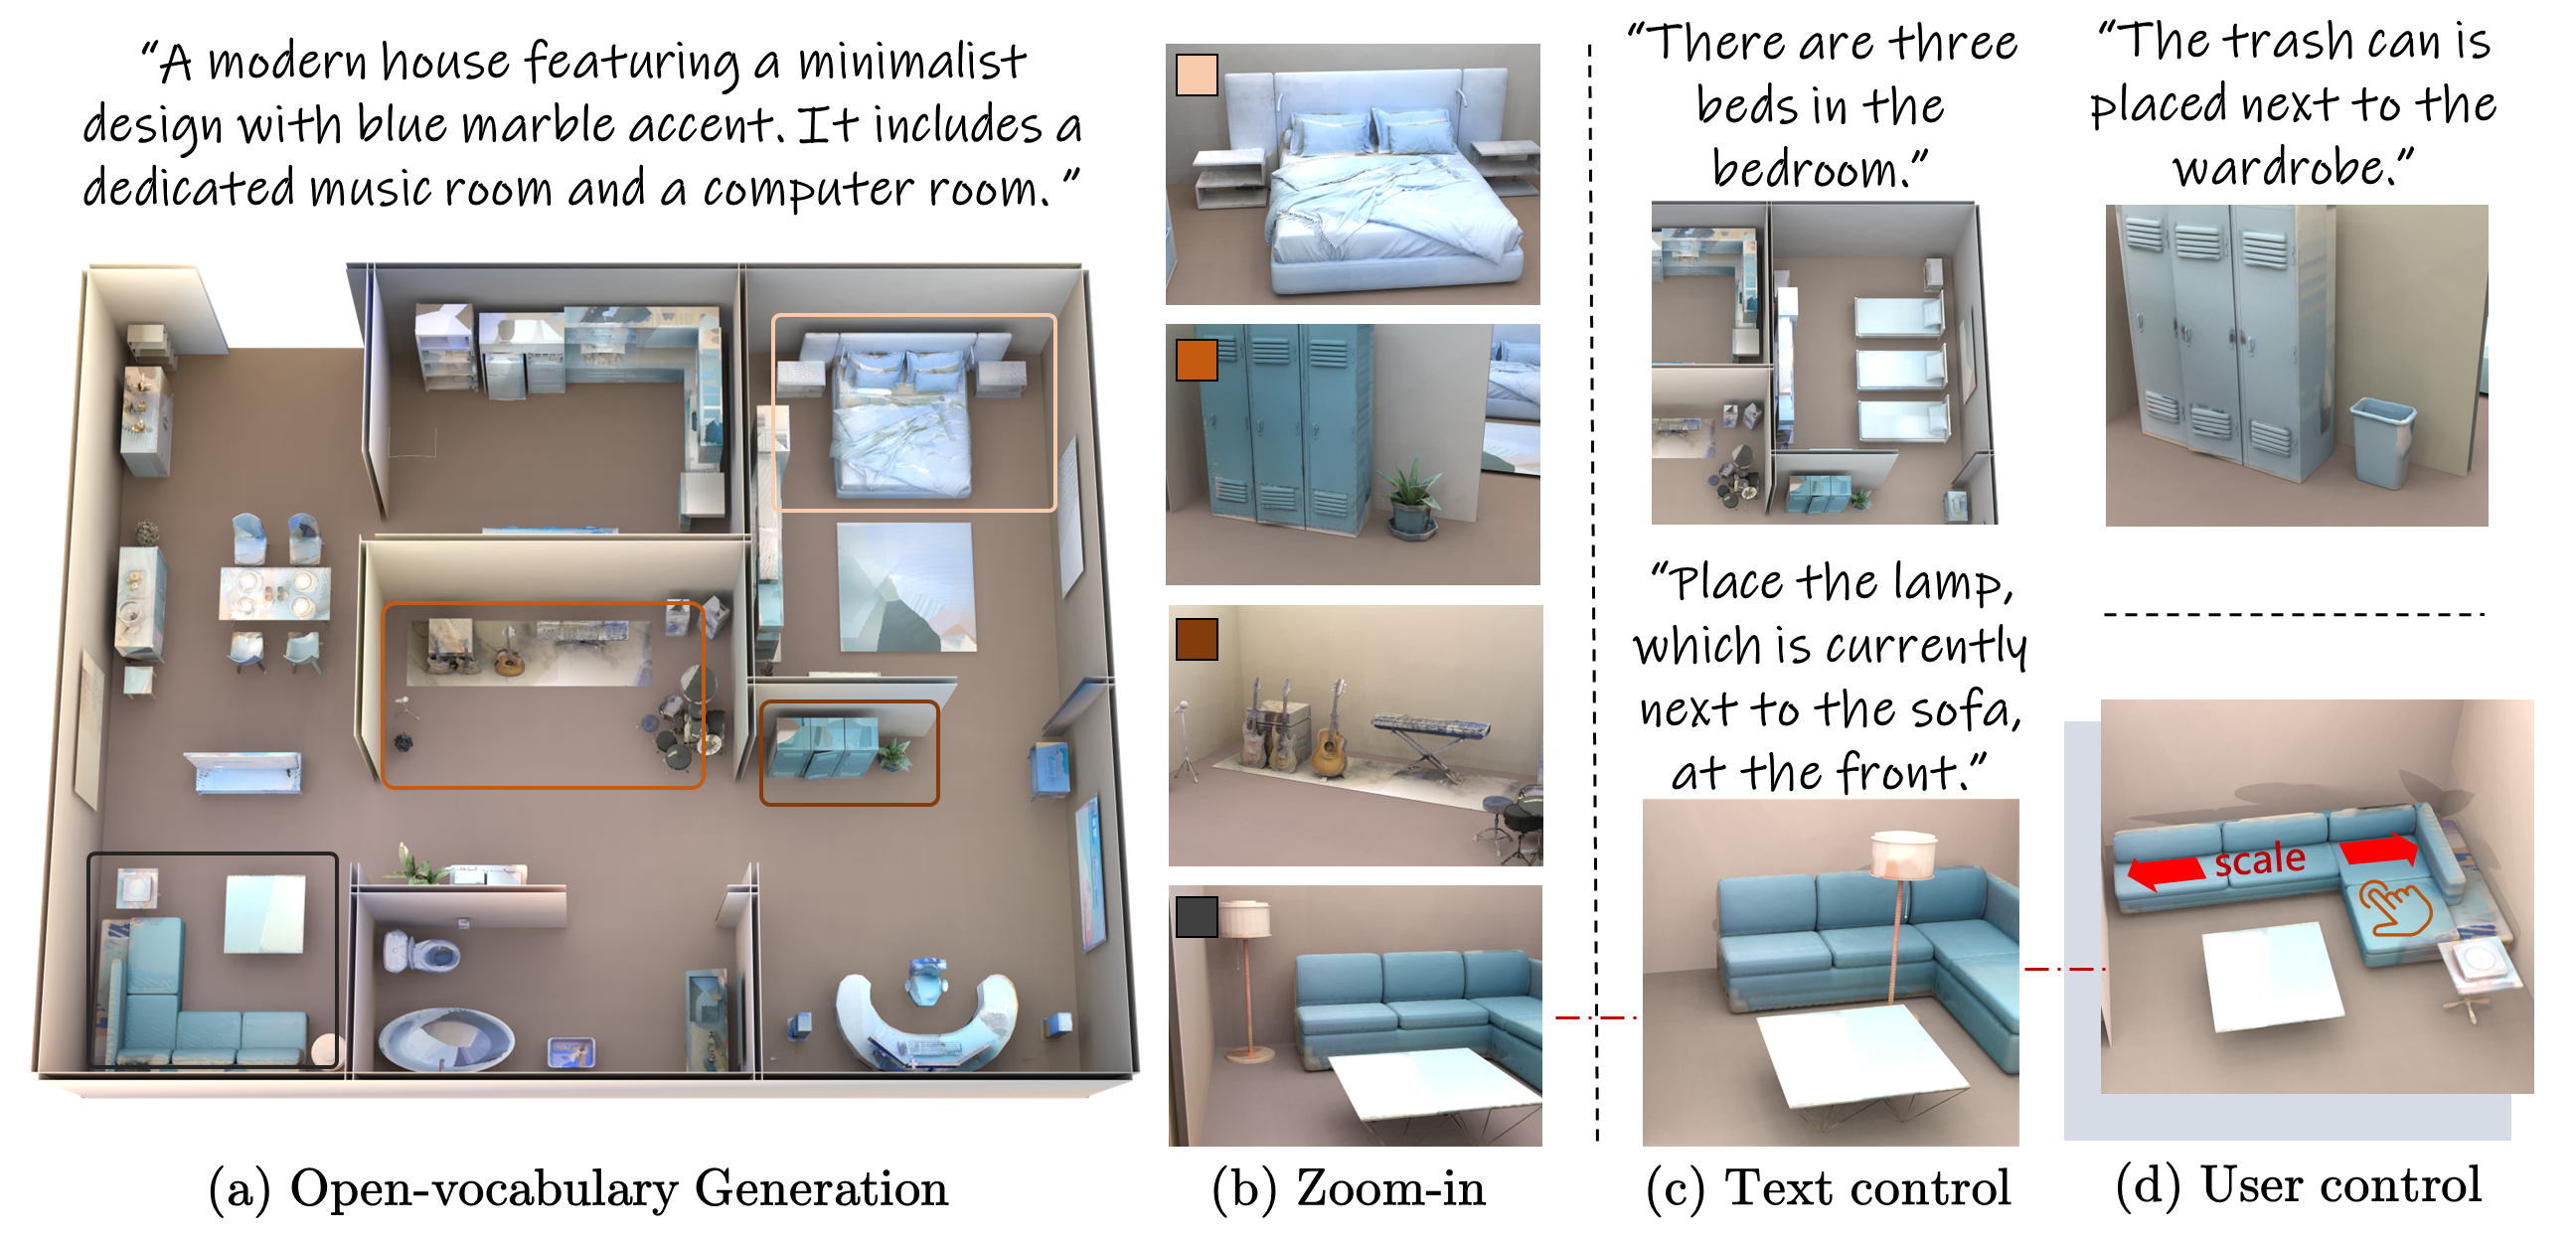 “A modern house featuring a minimalist
design with blue marble accent. It includes a
dedicated music room and a computer room.”
“There are three
beds in the
bedroom.”
“The trash can is
placed next to the
wardrobe.”
“Place the lamp,
which is currently
next to the sofa,
at the front.”
scale
(a) Open-vocabulary Generation
(b) Zoom-in
(c) Text control
(d) User control